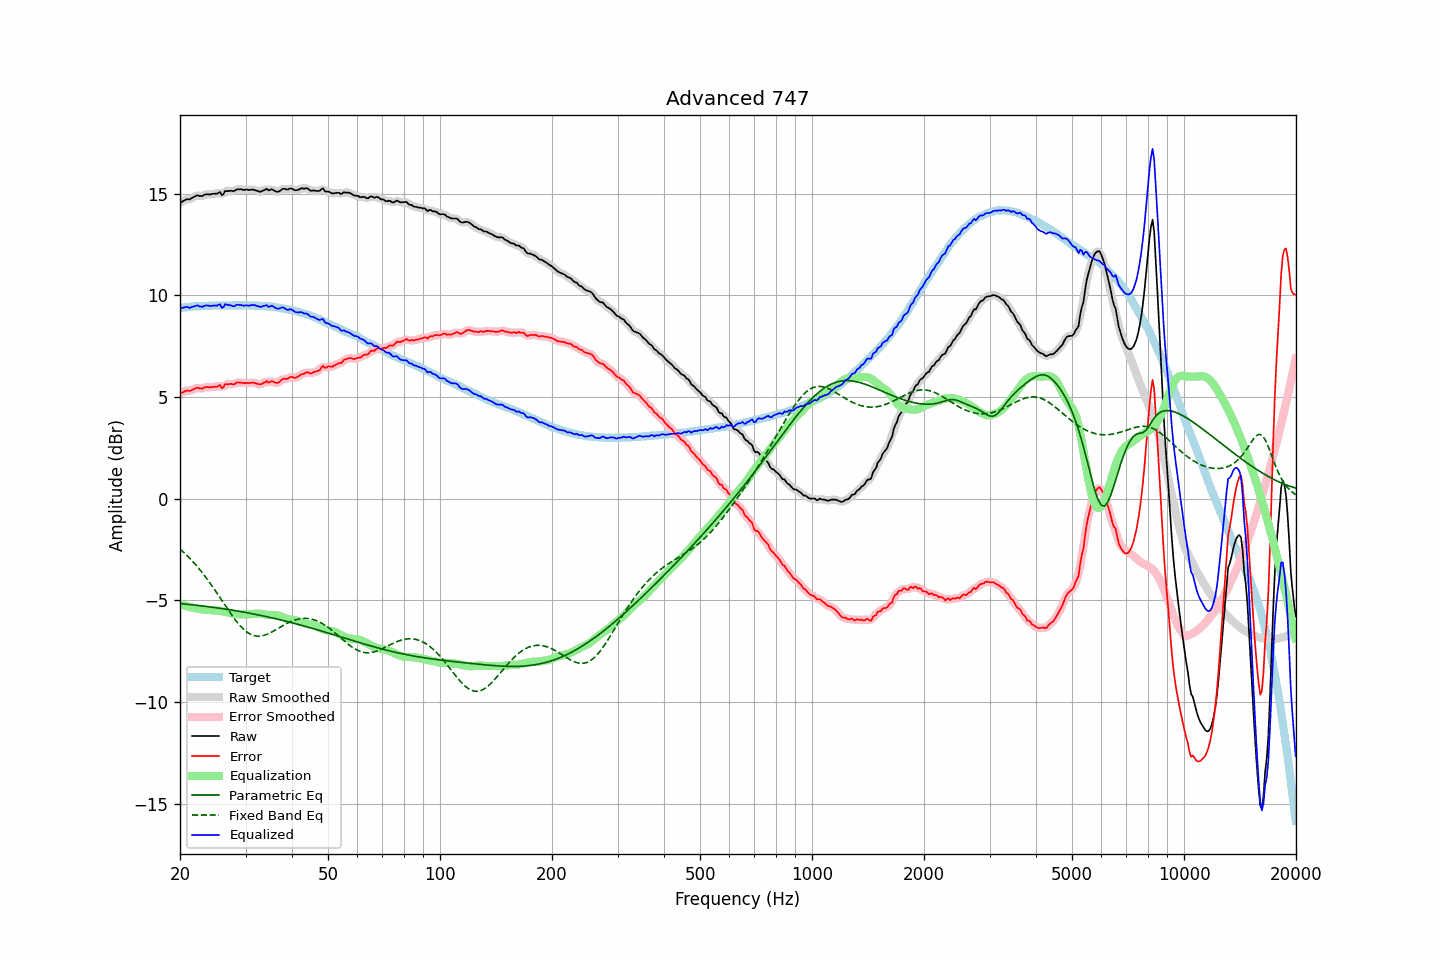 Advanced 747
Amplitude (dBr)
15
10
5
0
−5
−10
−15
Target
Raw Smoothed
Error Smoothed
Raw
Error
Equalization
Parametric Eq
Fixed Band Eq
Equalized
20 50 100 200 500 1000 2000 5000 10000 20000
Frequency (Hz)